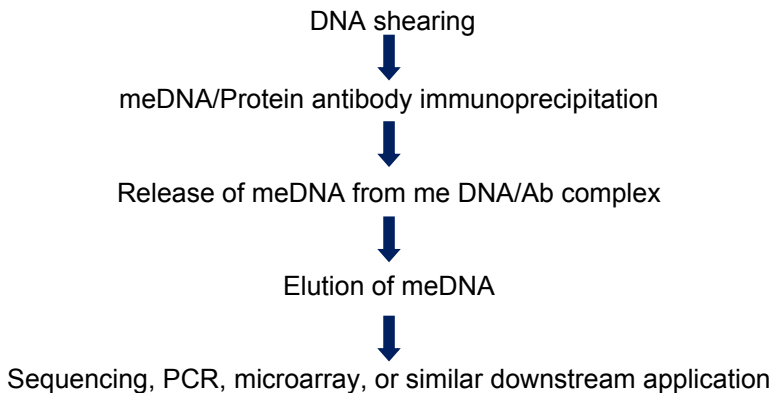 DNA shearing
meDNA/Protein antibody immunoprecipitation
Release of meDNA from me DNA/Ab complex
Elution of meDNA
Sequencing, PCR, microarray, or similar downstream application